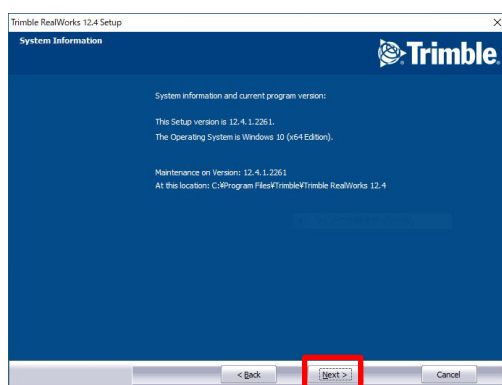 Trimble RealWorks 12.4 Setup
System Information
Trimble.
System information and current program version:
This Setup version is 12.4.1.2261.
The Operating System is Windows 10 (x64 Edition).
Maintenance on Version: 12.4.1.2261
At this location: C:¥Program Files¥Trimble¥Trimble RealWorks 12.4
< Back
Next >
Cancel